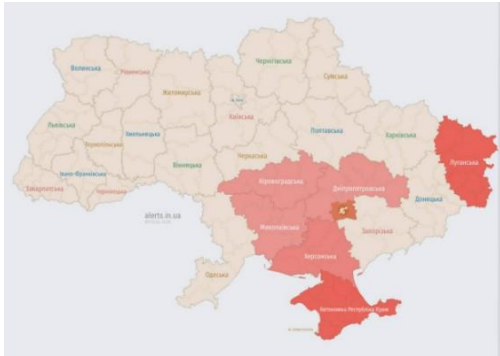 Чернігівська
Волинська
Рівненська
Сумська
Житомирська
Київська
Львівська
Полтавська
Харківська
Тернопільська
Хмельницька
Черкаська
Луганська
Вінницька
Івано-Франківська
Закарпатська
Чернівецька
Кіровоградська
Дніпропетровська
Донецька
alerts.in.ua
Миколаївська
Запорізька
Херсонська
Одеська
Автономна Республіка Крим